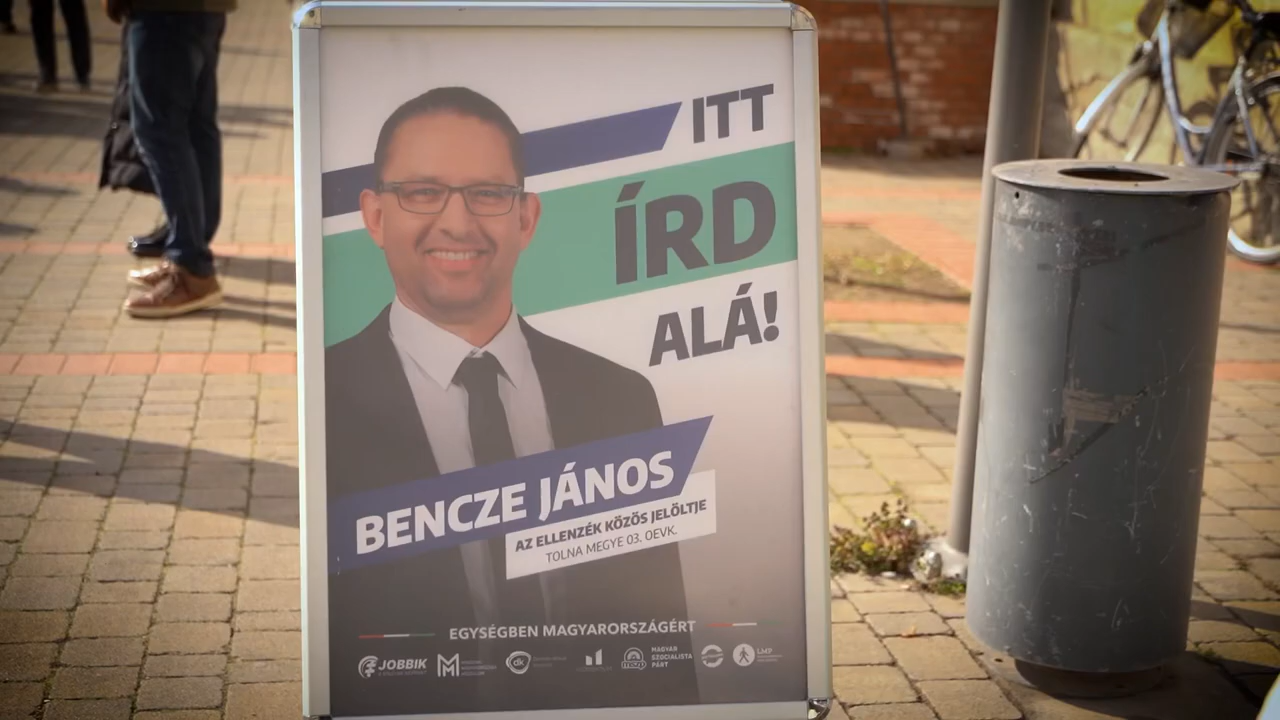 ITT
ÍRD
ALÁ!
BENCZE JÁNOS
AZ ELLENZÉK KÖZÖS JELÖLTJE
TOLNA MEGYE 03. OEVK.
EGYSÉGBEN MAGYARORSZÁGÉRT
JOBBIK
MM
dk
MAGYAR
SZOCIALISTA
PÁRT
LMP